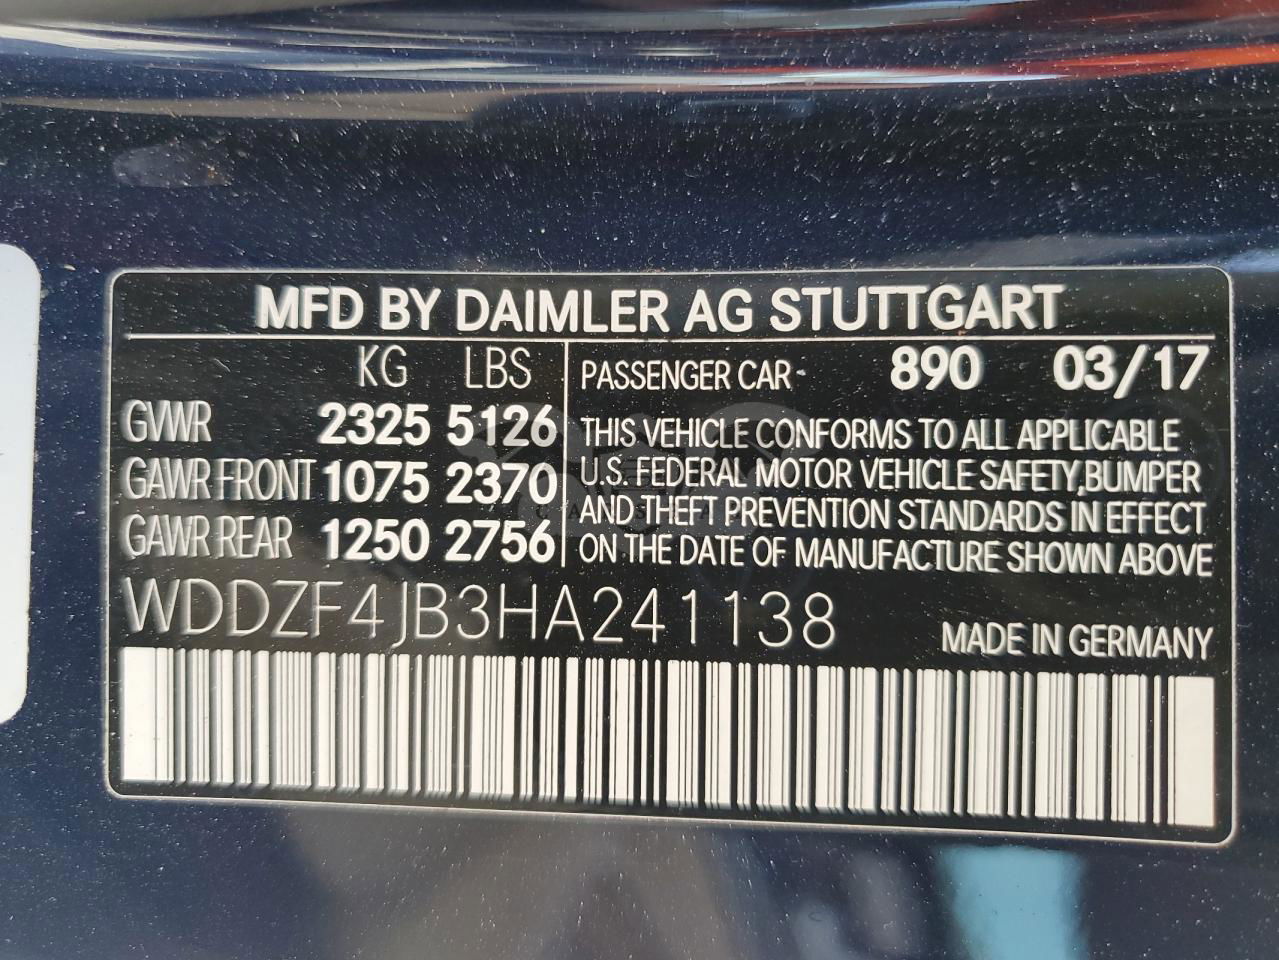 MFD BY DAIMLER AG STUTTGART
KG LBS
GVWR 2325 5126
GAWR FRONT 1075 2370
GAWR REAR 1250 2756
PASSENGER CAR 890 03/17
THIS VEHICLE CONFORMS TO ALL APPLICABLE
U.S. FEDERAL MOTOR VEHICLE SAFETY,BUMPER
AND THEFT PREVENTION STANDARDS IN EFFECT
ON THE DATE OF MANUFACTURE SHOWN ABOVE
WDDZF4JB3HA241138
MADE IN GERMANY